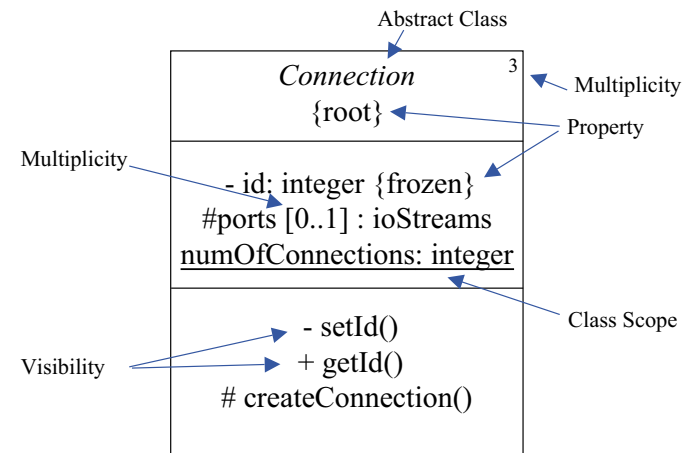 Abstract Class
Connection
3
Multiplicity
{root}
Property
Multiplicity
- id: integer {frozen}
#ports [0..1] : ioStreams
numOfConnections: integer
Class Scope
- setId()
Visibility
+ getId()
# createConnection()